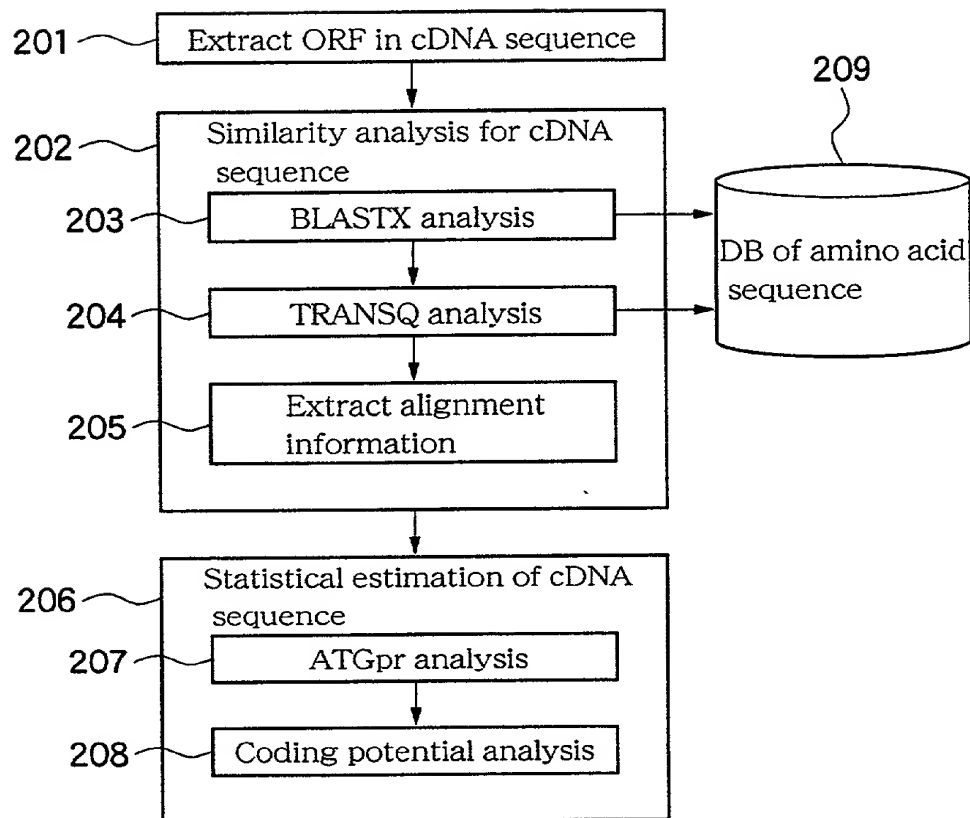 201
Extract ORF in cDNA sequence
209
202
Similarity analysis for cDNA
sequence
203
BLASTX analysis
DB of amino acid
sequence
204
TRANSQ analysis
205
Extract alignment
information
206
Statistical estimation of cDNA
sequence
207
ATGpr analysis
208
Coding potential analysis